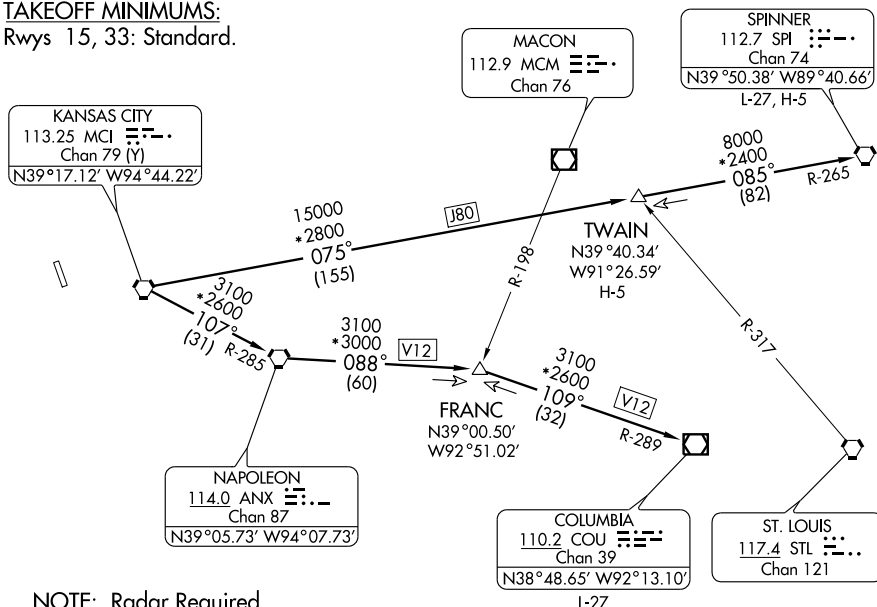 TAKEOFF MINIMUMS:
Rwys 15, 33: Standard.
MACON
112.9 MCM
Chan 76
SPINNER
112.7 SPI
Chan 74
N39°50.38' W89°40.66'
L-27, H-5
KANSAS CITY
113.25 MCI
Chan 79 (Y)
N39°17.12' W94°44.22'
8000
*2400
085°
(82)
R-265
15000
*2800
075°
(155)
J80
TWAIN
N39°40.34'
W91°26.59'
H-5
R-198
R-317
3100
*2600
107°
(31)
R-285
3100
*3000
088°
(60)
V12
FRANC
N39°00.50'
W92°51.02'
3100
*2600
109°
(32)
V12
R-289
NAPOLEON
114.0 ANX
Chan 87
N39°05.73' W94°07.73'
COLUMBIA
110.2 COU
Chan 39
N38°48.65' W92°13.10'
L-27
ST. LOUIS
117.4 STL
Chan 121
NOTE: Radar Required